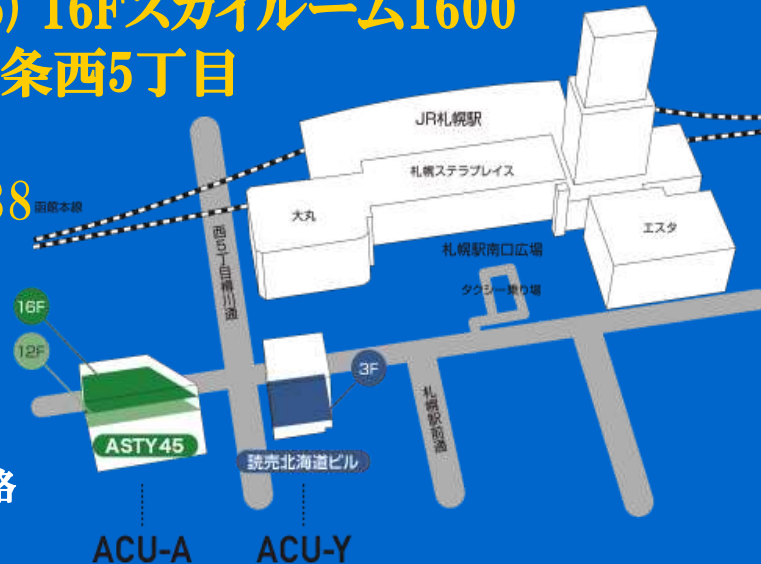 16Fスカイルーム1600
条西5丁目
38
函館本線
JR札幌駅
札幌ステラプレイス
大丸
エスタ
札幌駅南口広場
タクシー乗り場
西5丁目樽川通
16F
12F
3F
札幌駅前通
ASTY45
読売北海道ビル
路
ACU-A
ACU-Y